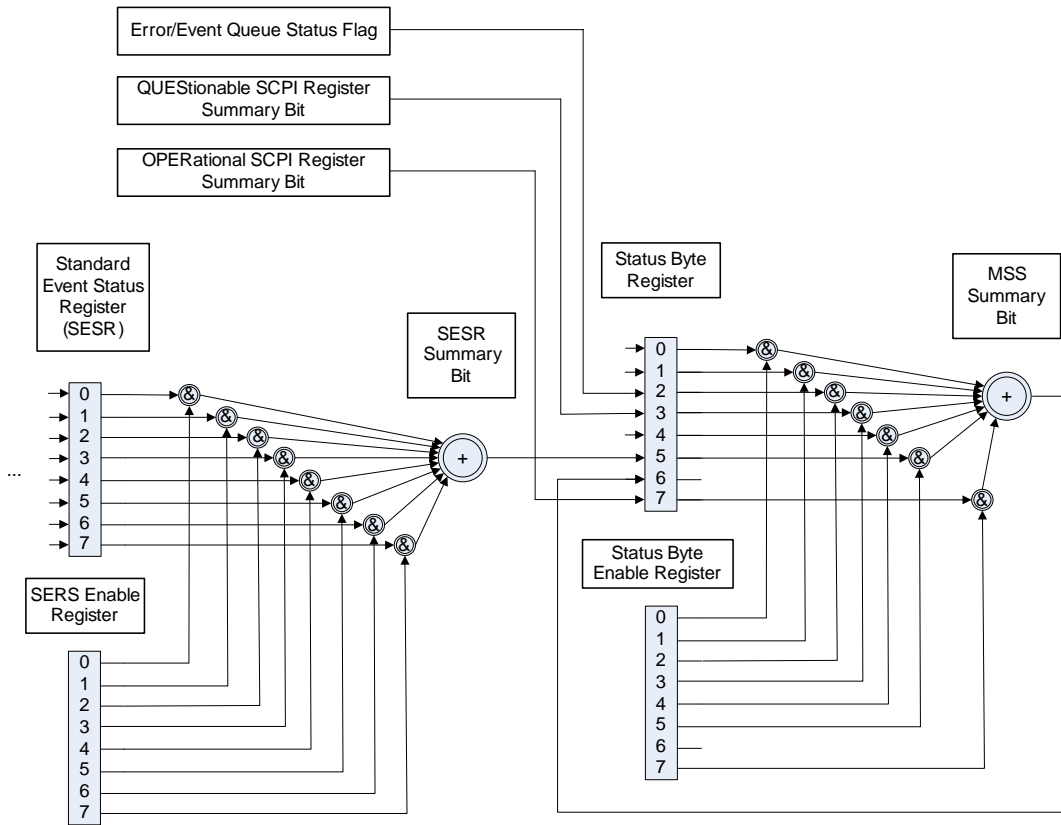 Error/Event Queue Status Flag
QUEStionable SCPI Register
Summary Bit
OPERational SCPI Register
Summary Bit
Standard
Event Status
Register
(SESR)
SESR
Summary
Bit
Status Byte
Register
MSS
Summary
Bit
...
0
1
2
3
4
5
6
7
&
&
&
&
&
&
&
&
+
0
1
2
3
4
5
6
7
&
&
&
&
&
&
&
+
SERS Enable
Register
0
1
2
3
4
5
6
7
Status Byte
Enable Register
0
1
2
3
4
5
6
7